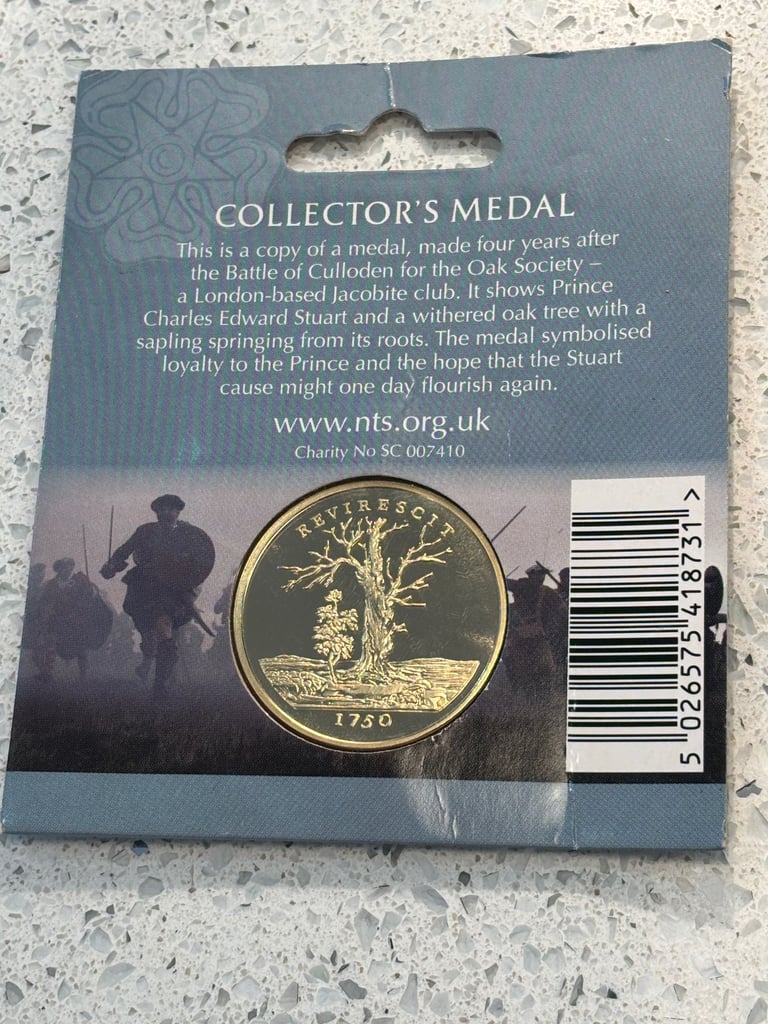 COLLECTOR'S MEDAL
This is a copy of a medal, made four years after
the Battle of Culloden for the Oak Society –
a London-based Jacobite club. It shows Prince
Charles Edward Stuart and a withered oak tree with a
sapling springing from its roots. The medal symbolised
loyalty to the Prince and the hope that the Stuart
cause might one day flourish again.
www.nts.org.uk
Charity No SC 007410
REVIRESCIT
1750
5 026575 418731 >